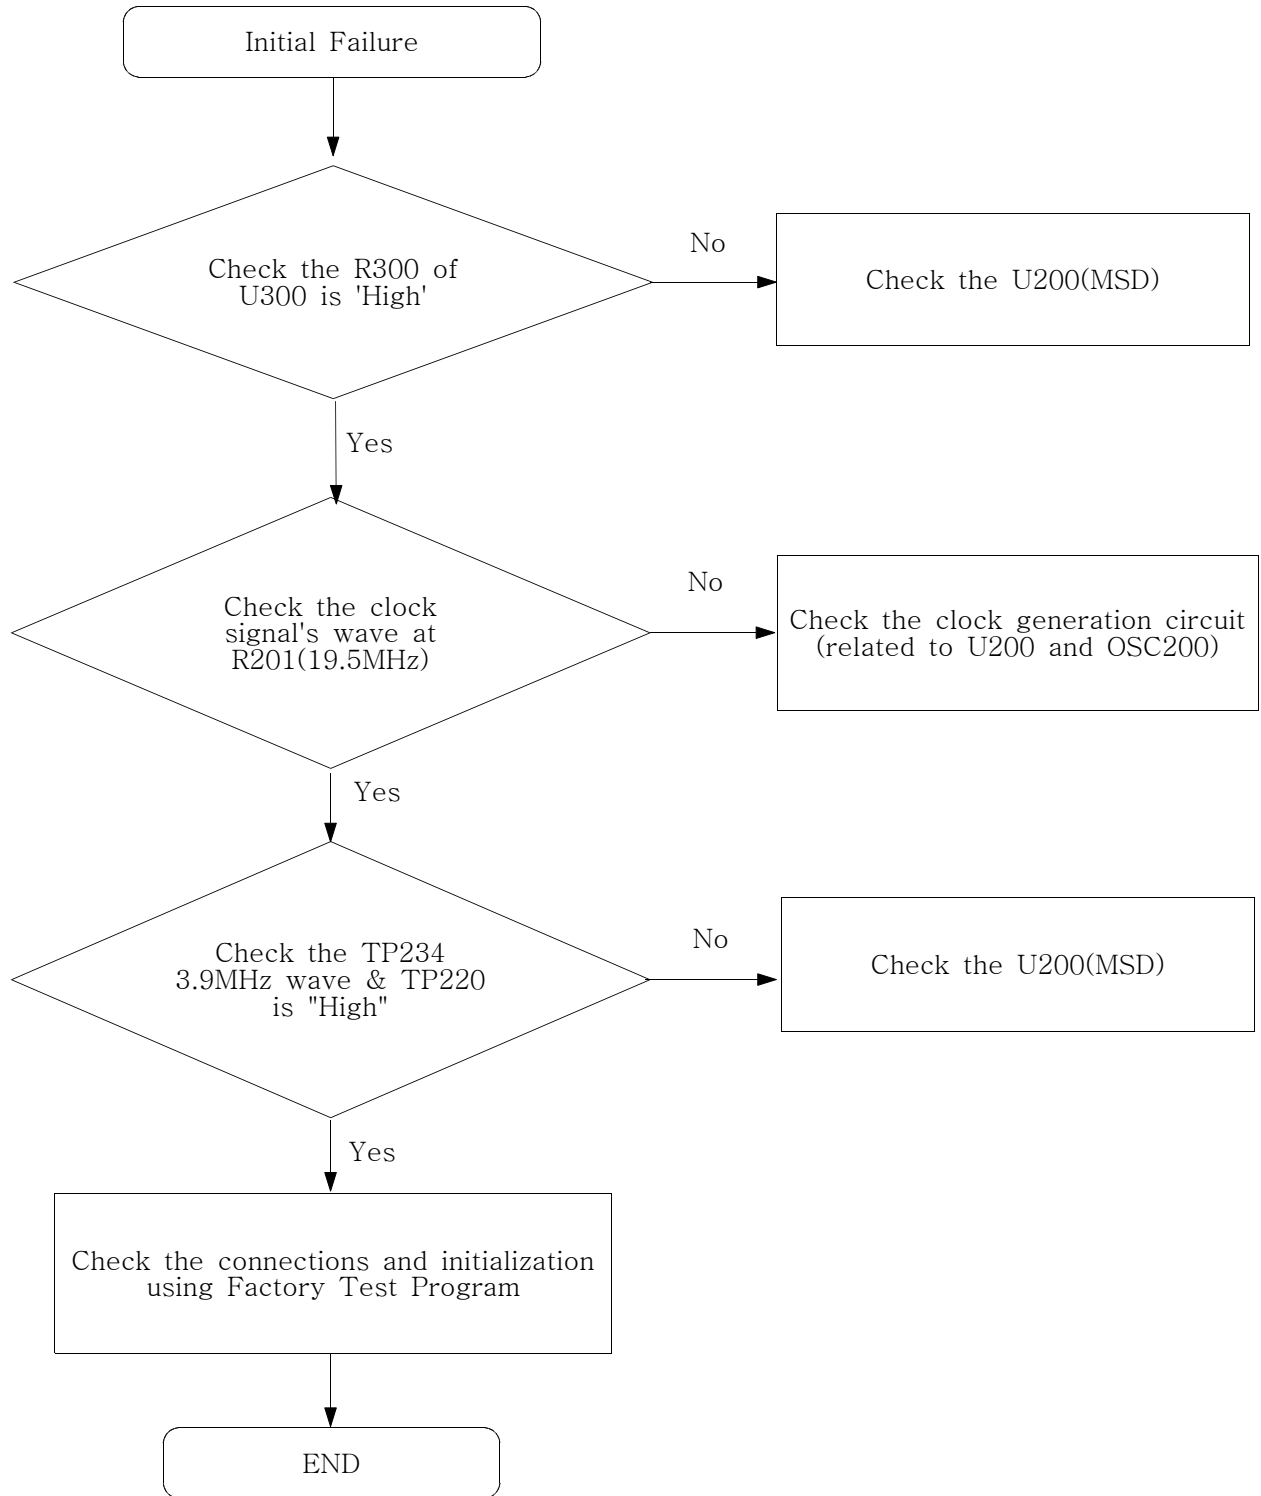 Initial Failure
No
Check the R300 of
U300 is 'High'
Check the U200(MSD)
Yes
No
Check the clock
signal's wave at
R201(19.5MHz)
Check the clock generation circuit
(related to U200 and OSC200)
Yes
No
Check the TP234
3.9MHz wave & TP220
is "High"
Check the U200(MSD)
Yes
Check the connections and initialization
using Factory Test Program
END